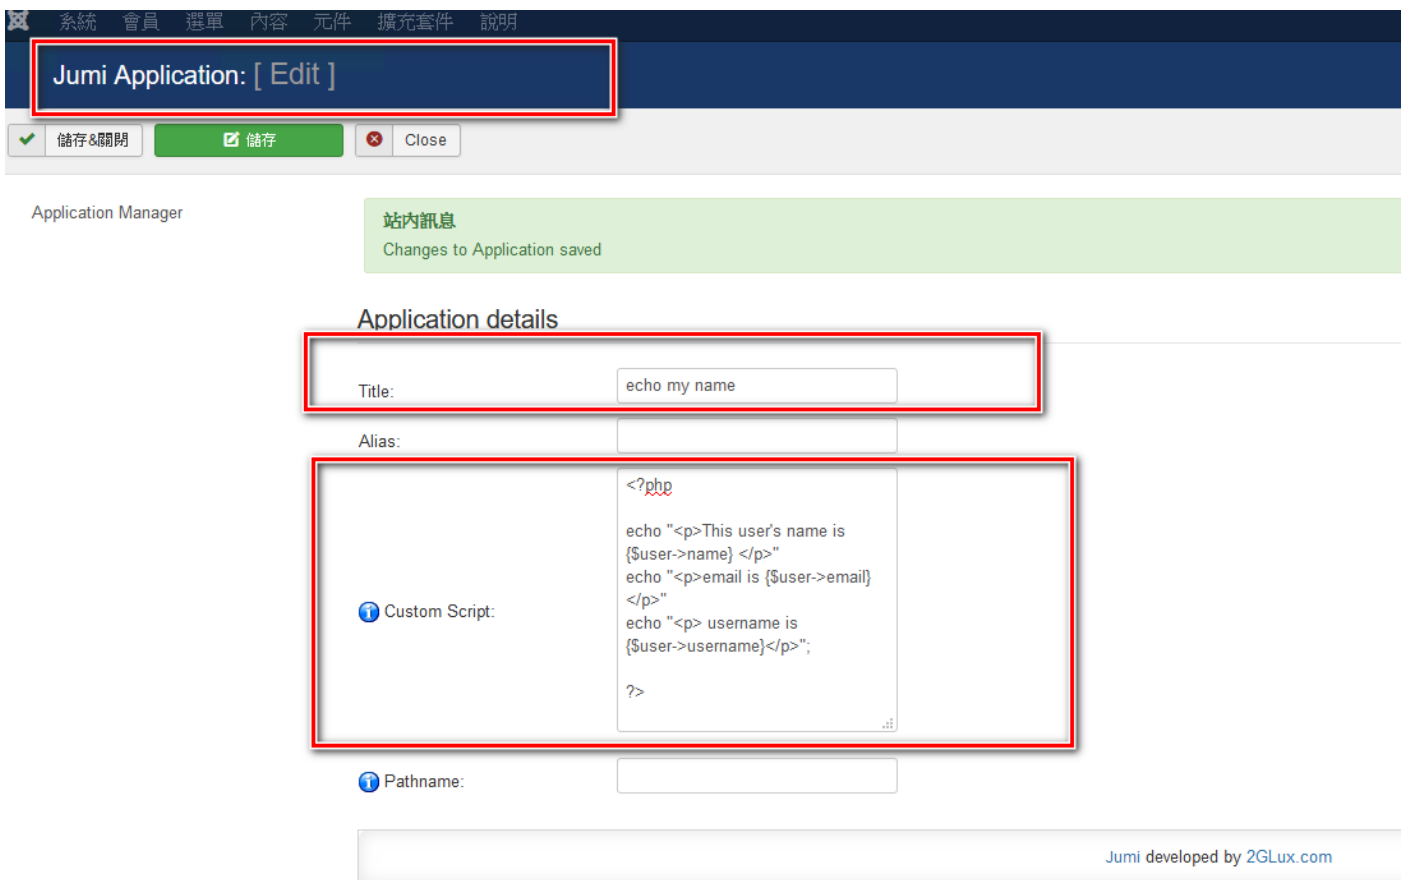 系統 會員 選單 內容 元件 擴充套件 說明
Jumi Application: [ Edit ]
儲存&關閉 儲存 Close
Application Manager
站内訊息
Changes to Application saved
Application details
Title: echo my name
Alias:
<?php
echo "<p>This user's name is
{$user->name} </p>"
echo "<p>email is {$user->email}
</p>"
Custom Script:
echo "<p> username is
{$user->username}</p>";
?>
Pathname:
Jumi developed by 2GLux.com